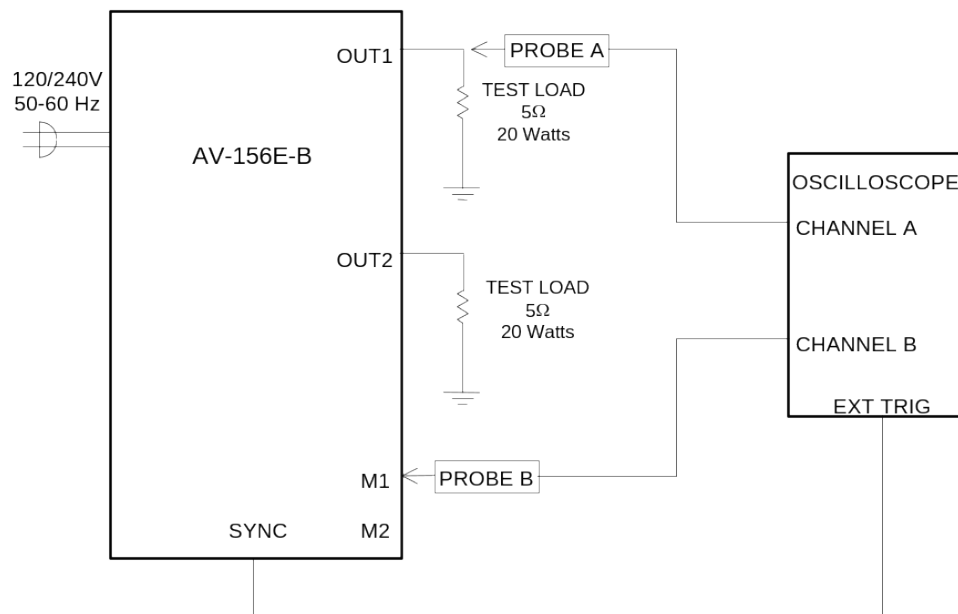 OUT1
PROBE A
120/240V
50-60 Hz
TEST LOAD
5Ω
20 Watts
AV-156E-B
OSCILLOSCOPE
CHANNEL A
OUT2
TEST LOAD
5Ω
20 Watts
CHANNEL B
EXT TRIG
M1
PROBE B
SYNC
M2